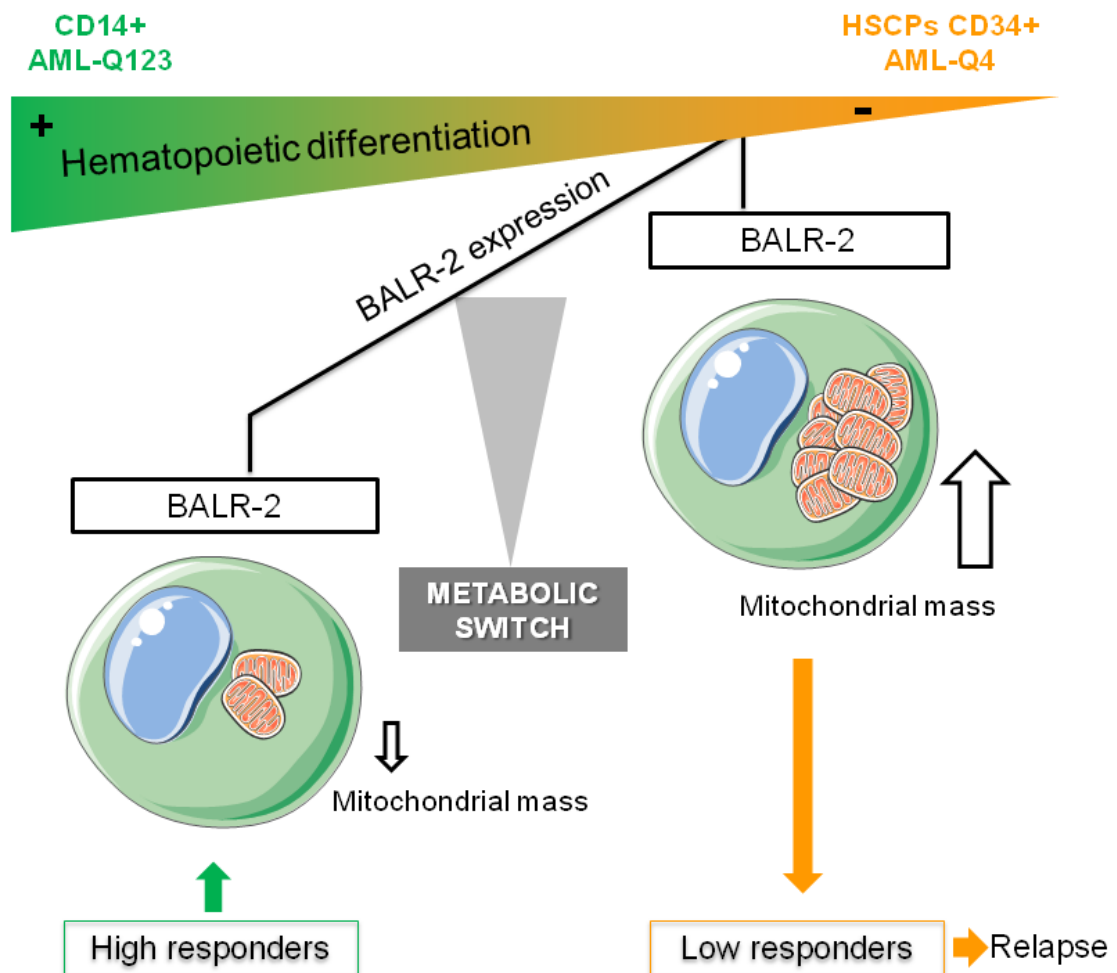 CD14+
AML-Q123
HSCPs CD34+
AML-Q4
+
-
Hematopoietic differentiation
BALR-2 expression
BALR-2
BALR-2
METABOLIC
SWITCH
Mitochondrial mass
Mitochondrial mass
High responders
Low responders
Relapse